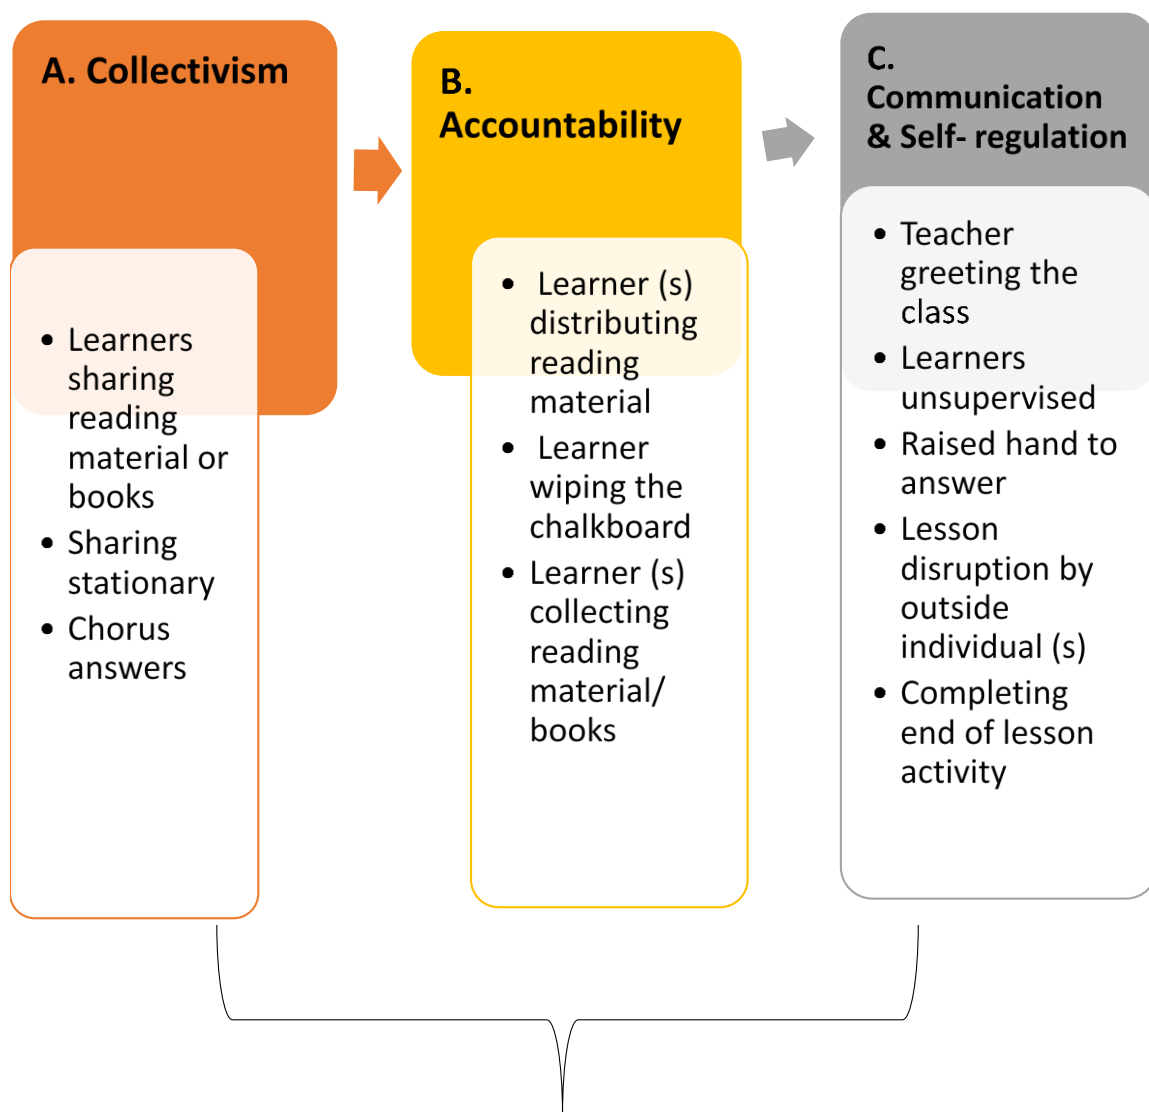 A. Collectivism
• Learners
sharing
reading
material or
books
• Sharing
stationary
• Chorus
answers
B.
Accountability
• Learner (s)
distributing
reading
material
• Learner
wiping the
chalkboard
• Learner (s)
collecting
reading
material/
books
C.
Communication
& Self- regulation
• Teacher
greeting the
class
• Learners
unsupervised
• Raised hand to
answer
• Lesson
disruption by
outside
individual (s)
• Completing
end of lesson
activity